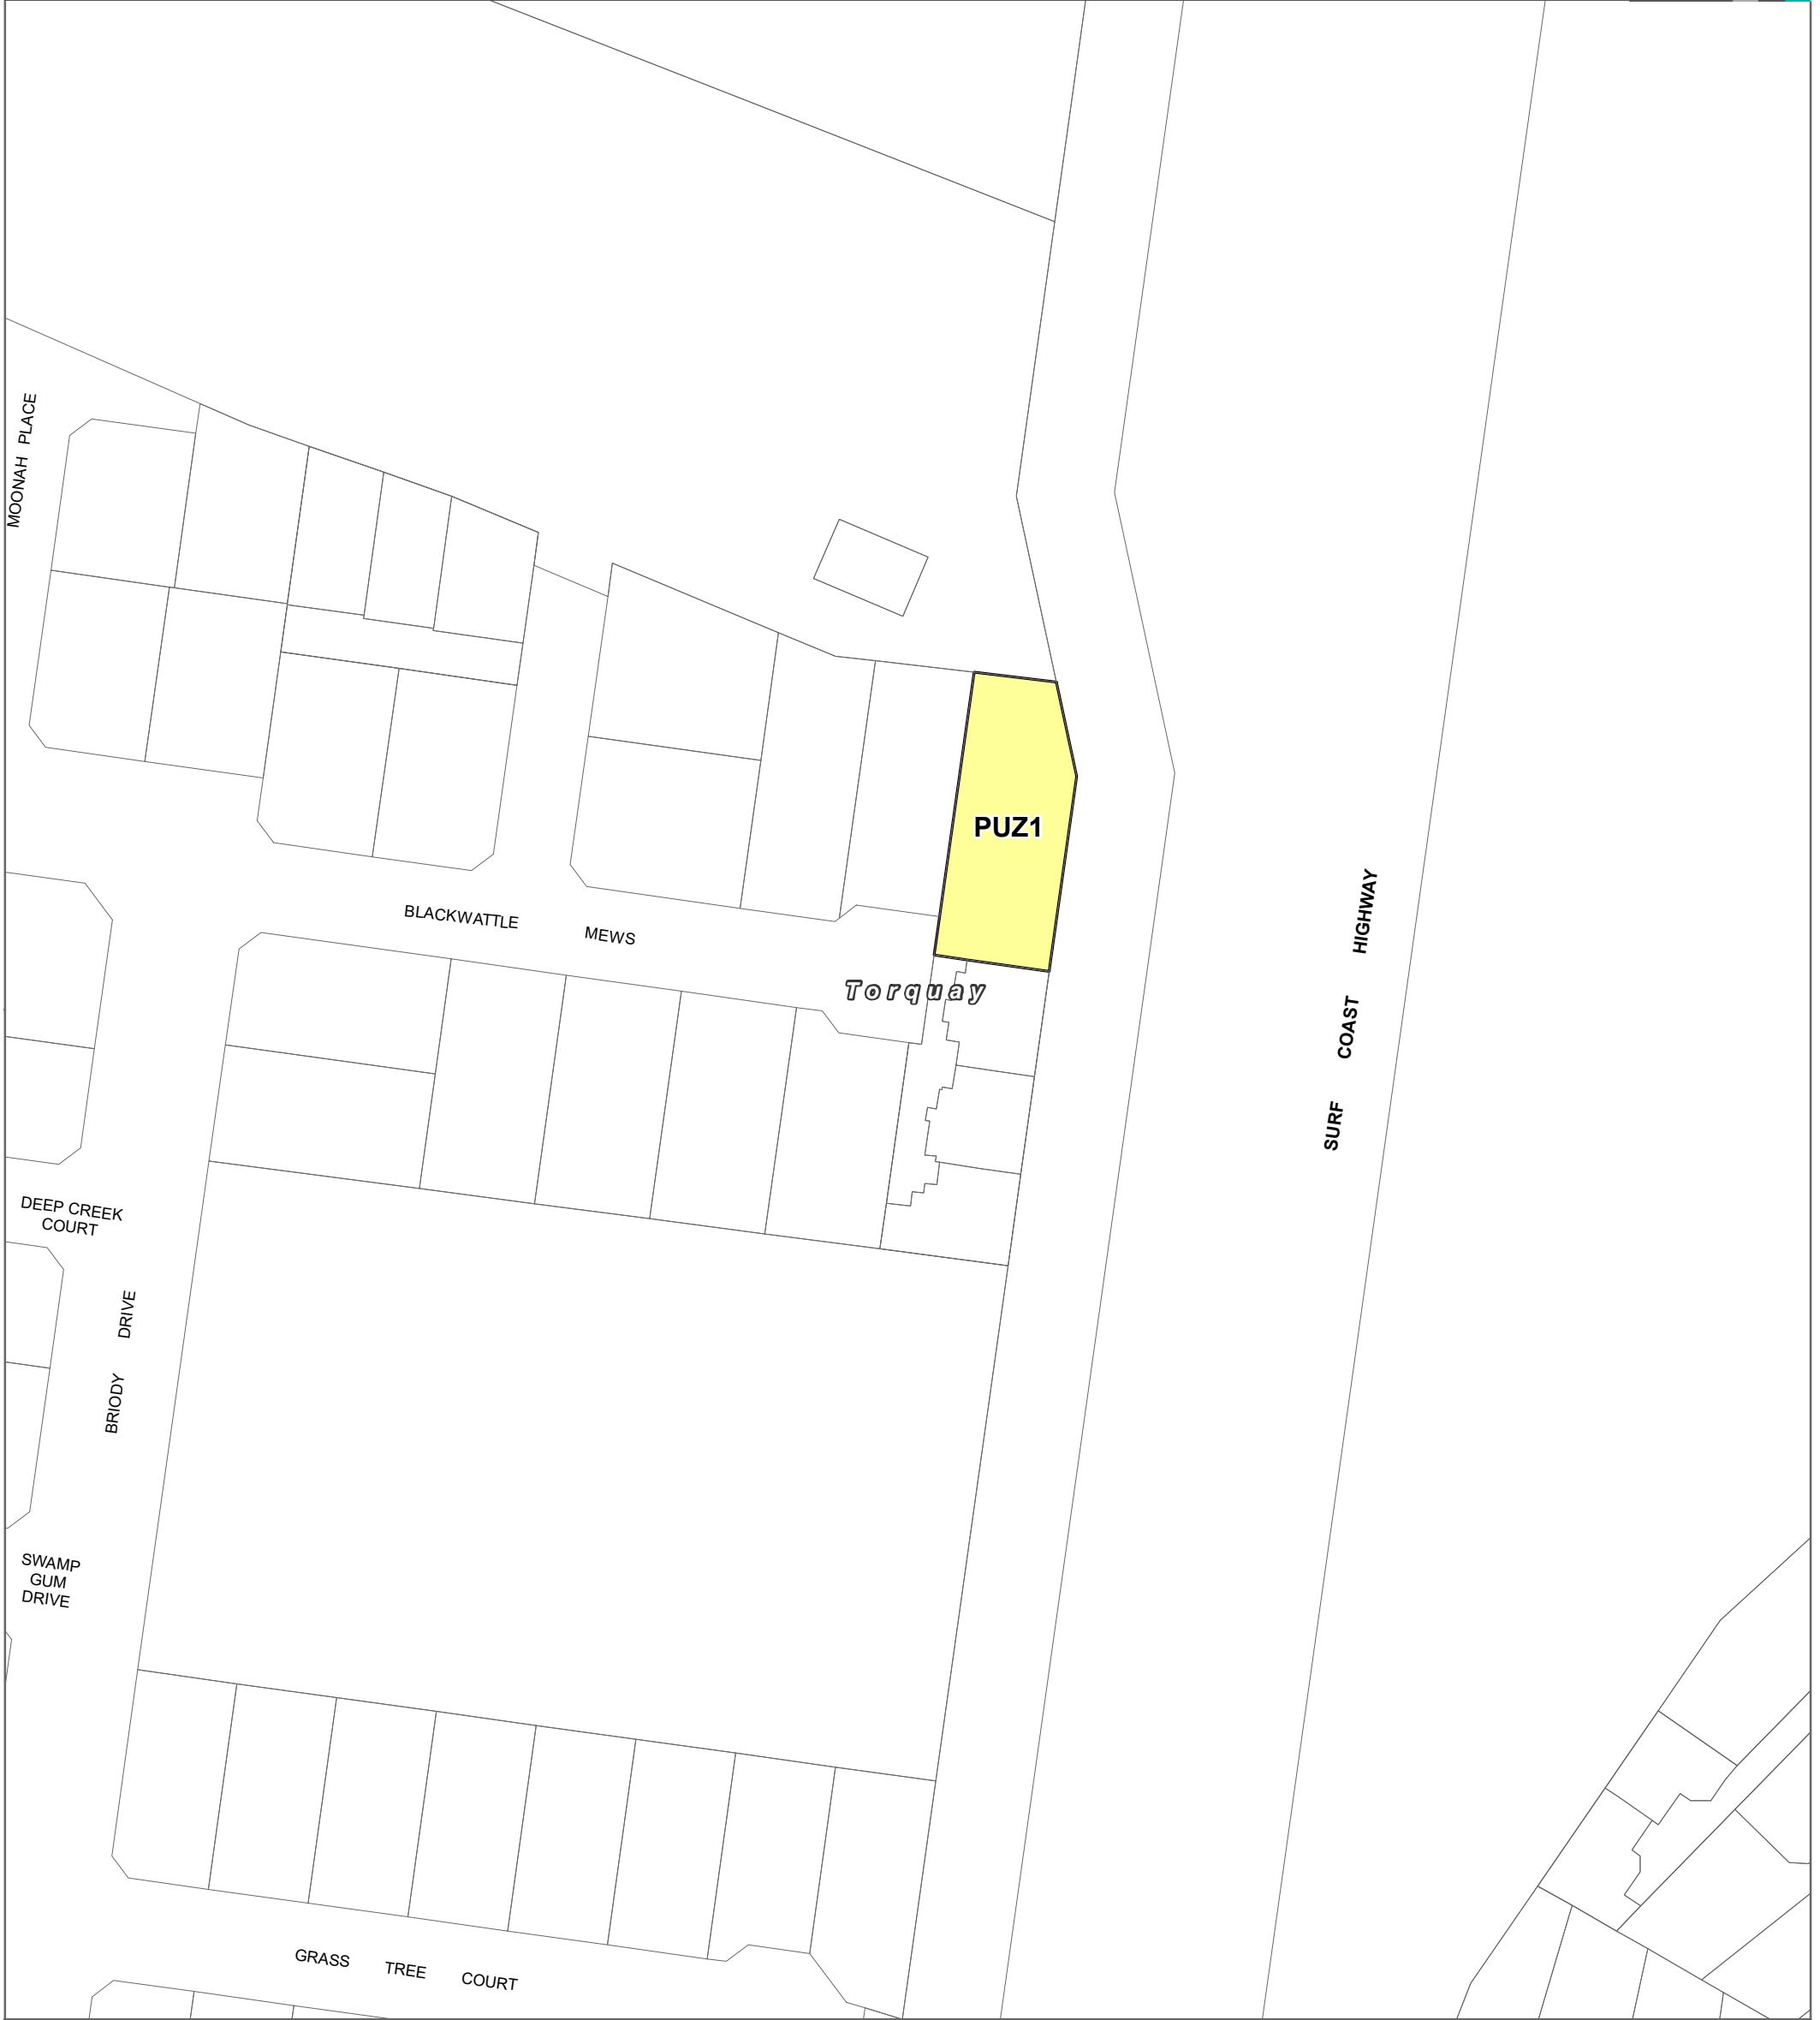 MOONAH PLACE
PUZ1
BLACKWATTLE MEWS
Torquay
SURF COAST HIGHWAY
DEEP CREEK
COURT
BRIODY DRIVE
SWAMP
GUM
DRIVE
GRASS TREE COURT